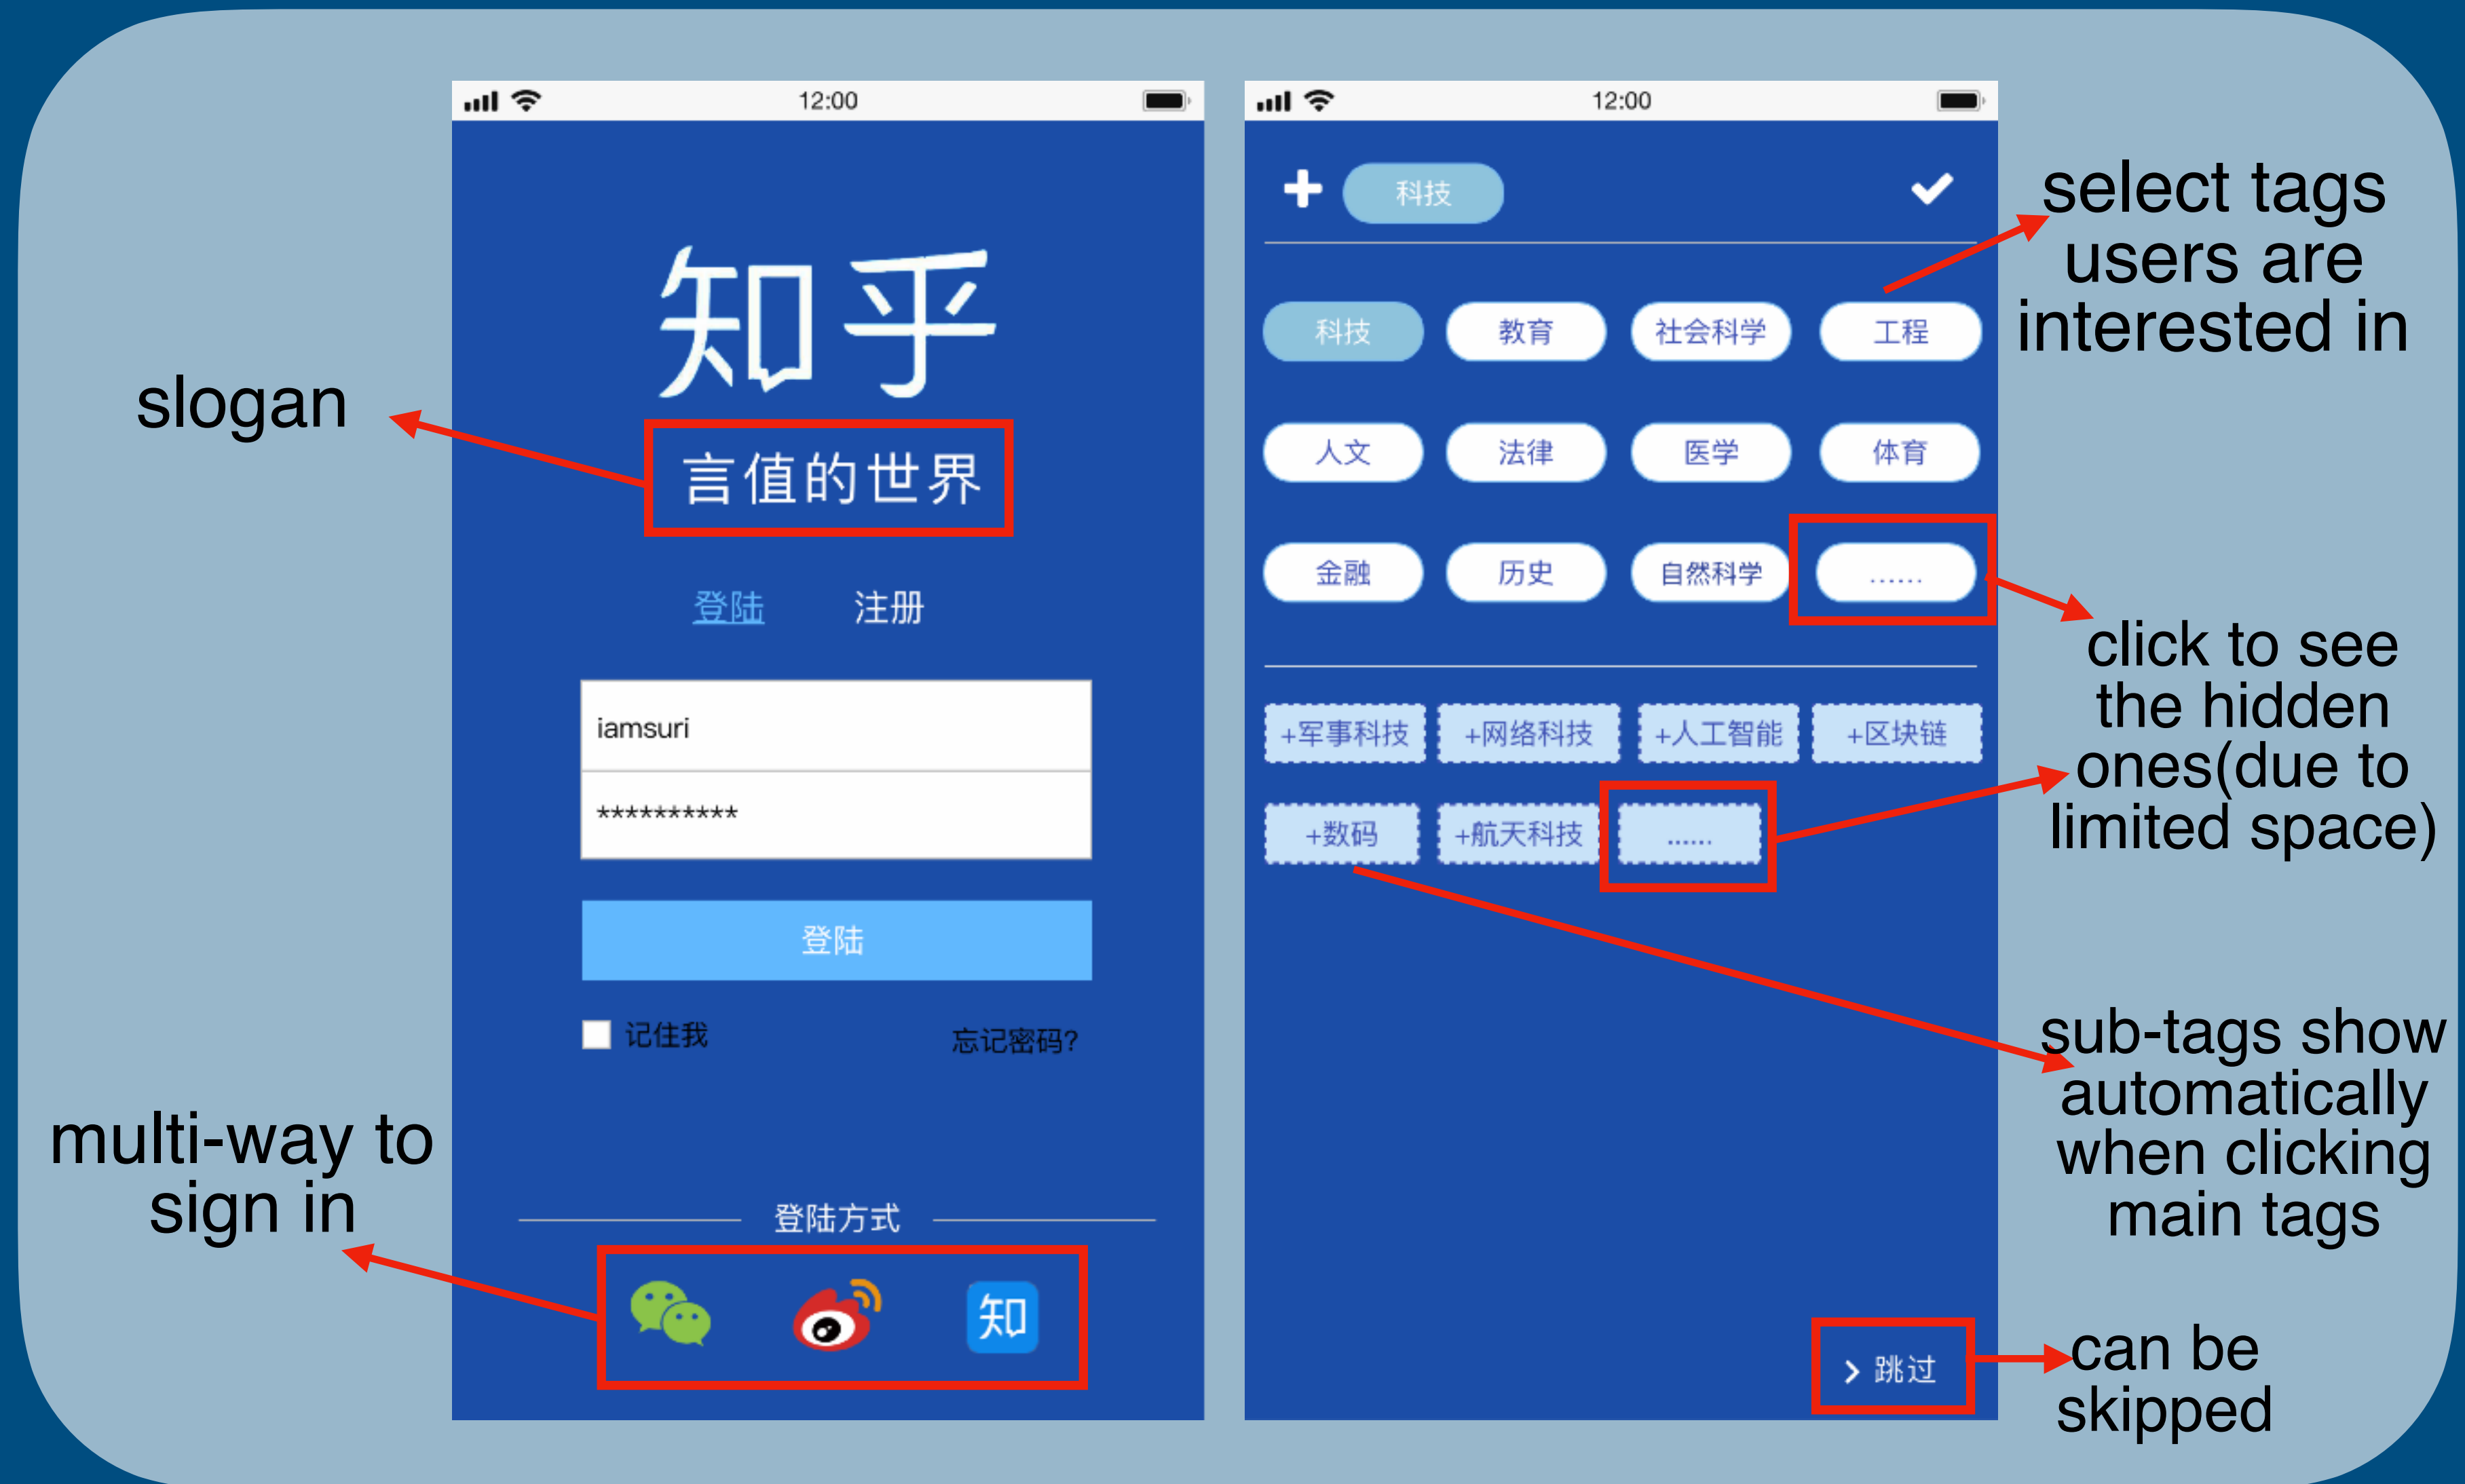 slogan
multi-way to
sign in
12:00
知乎
言值的世界
登陆 注册
iamsuri
**********
登陆
记住我 忘记密码?
登陆方式
知
12:00
科技
科技 教育 社会科学 工程
人文 法律 医学 体育
金融 历史 自然科学 ......
+军事科技 +网络科技 +人工智能 +区块链
+数码 +航天科技 ......
跳过
select tags
users are
interested in
click to see
the hidden
ones(due to
limited space)
sub-tags show
automatically
when clicking
main tags
can be
skipped